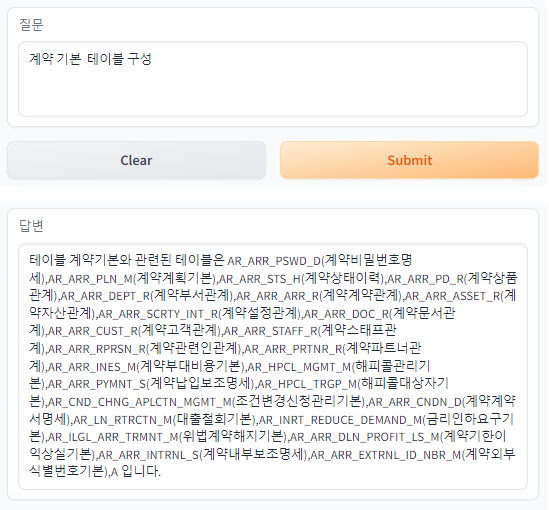 질문
계약 기본  테이블 구성
Clear
Submit
답변
테이블 계약기본와 관련된 테이블은 AR_ARR_PSWD_D(계약비밀번호명
세),AR_ARR_PLN_M(계약계획기본),AR_ARR_STS_H(계약상태이력),AR_ARR_PD_R(계약상품
관계),AR_ARR_DEPT_R(계약부서관계),AR_ARR_ARR_R(계약계약관계),AR_ARR_ASSET_R(계
약자산관계),AR_ARR_SCRTY_INT_R(계약설정관계),AR_ARR_DOC_R(계약문서관
계),AR_ARR_CUST_R(계약고객관계),AR_ARR_STAFF_R(계약스태프관
계),AR_ARR_RPRSN_R(계약관련인관계),AR_ARR_PRTNR_R(계약파트너관
계),AR_ARR_INES_M(계약부대비용기본),AR_HPCL_MGMT_M(해피콜관리기
본),AR_ARR_PYMNT_S(계약납입보조명세),AR_HPCL_TRGP_M(해피콜대상자기
본),AR_CND_CHNG_APLCTN_MGMT_M(조건변경신청관리기본),AR_ARR_CNDN_D(계약계약
서명세),AR_LN_RTRCTN_M(대출철회기본),AR_INRT_REDUCE_DEMAND_M(금리인하요구기
본),AR_ILGL_ARR_TRMNT_M(위법계약해지기본),AR_ARR_DLN_PROFIT_LS_M(계약기한이
익상실기본),AR_ARR_INTRNL_S(계약내부보조명세),AR_ARR_EXTRNL_ID_NBR_M(계약외부
식별번호기본),A 입니다.